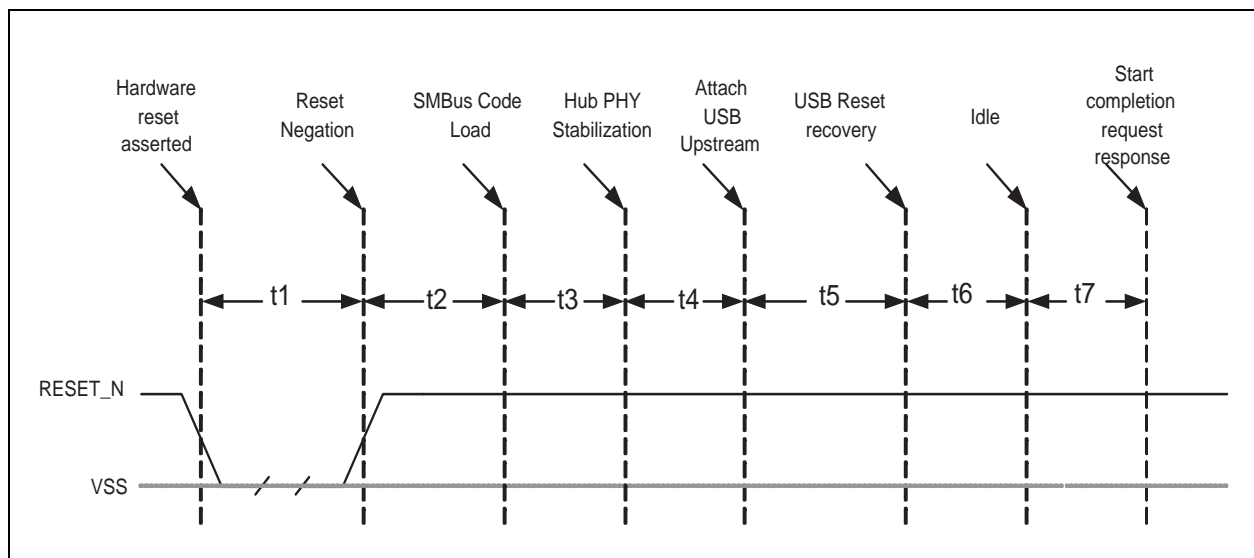 Hardware
reset
asserted
Reset
Negation
SMBus Code
Load
Hub PHY
Stabilization
Attach
USB
Upstream
USB Reset
recovery
Idle
Start
completion
request
response
t1
t2
t3
t4
t5
t6
t7
RESET_N
VSS